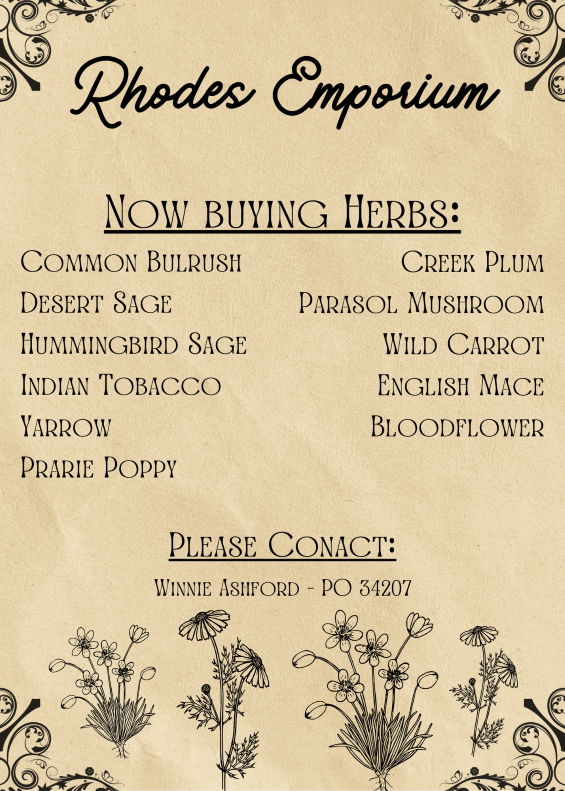 Rhodes Emporium
Now buying Herbs:
Common Bulrush
Desert Sage
Hummingbird Sage
Indian Tobacco
Yarrow
Prarie Poppy
Creek Plum
Parasol Mushroom
Wild Carrot
English Mace
Bloodflower
Please Conact:
Winnie Ashford - PO 34207